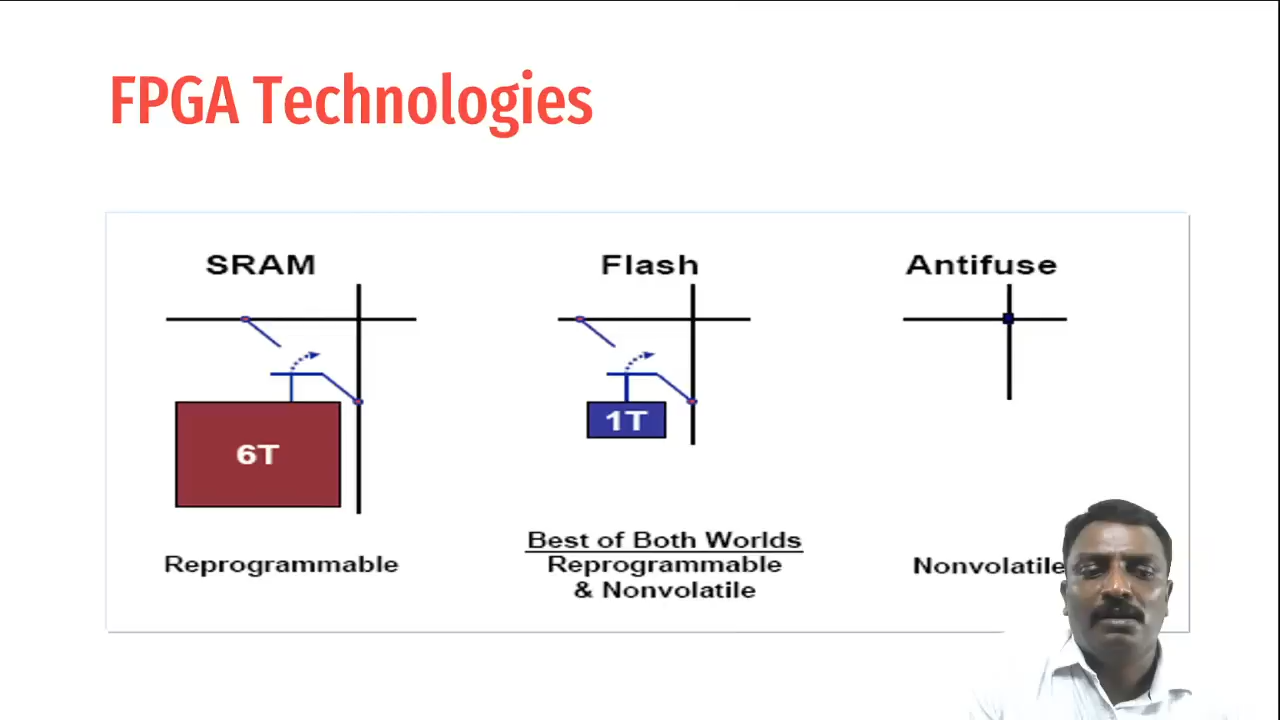 FPGA Technologies
SRAM
Flash
Antifuse
6T
1T
Reprogrammable
Best of Both Worlds
Reprogrammable
& Nonvolatile
Nonvolatile